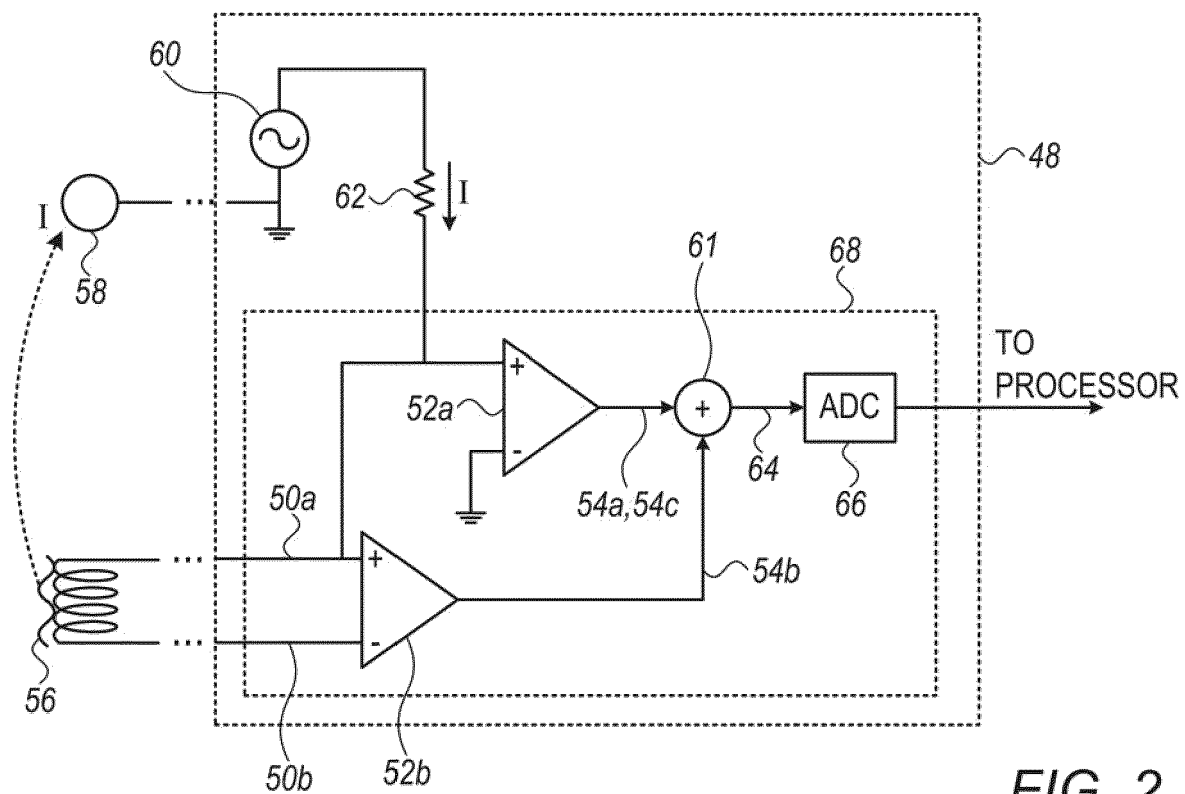 60
48
I
62
I
58
61
68
TO
PROCESSOR
+
52a
+
ADC
-
50a
54a,54c
64
66
+
54b
-
56
50b
52b
FIG. 2